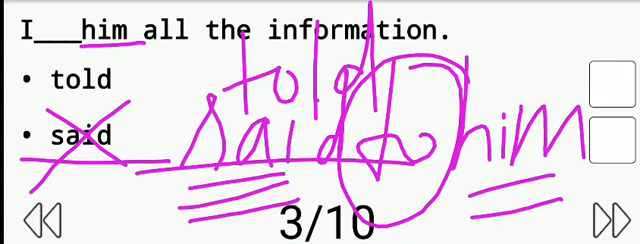 I___him all the information.
• told
told
• said
said to him
3/10